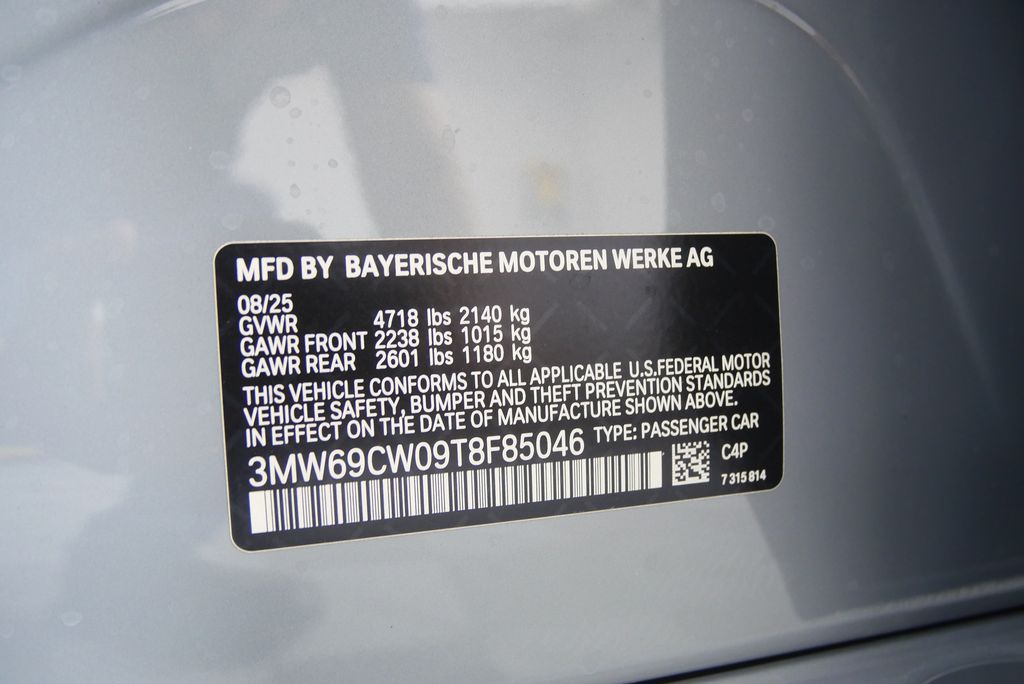 MFD BY BAYERISCHE MOTOREN WERKE AG
08/25
GVWR 4718 lbs 2140 kg
GAWR FRONT 2238 lbs 1015 kg
GAWR REAR 2601 lbs 1180 kg
THIS VEHICLE CONFORMS TO ALL APPLICABLE U.S.FEDERAL MOTOR
VEHICLE SAFETY, BUMPER AND THEFT PREVENTION STANDARDS
IN EFFECT ON THE DATE OF MANUFACTURE SHOWN ABOVE.
3MW69CW09T8F85046 TYPE: PASSENGER CAR
C4P
7 315 814